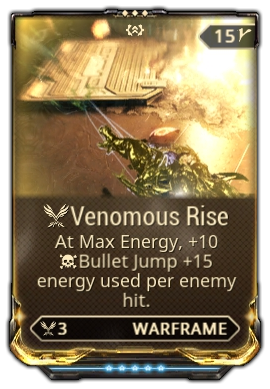 15
Venomous Rise
At Max Energy, +10
Bullet Jump +15
energy used per enemy
hit.
3 WARFRAME